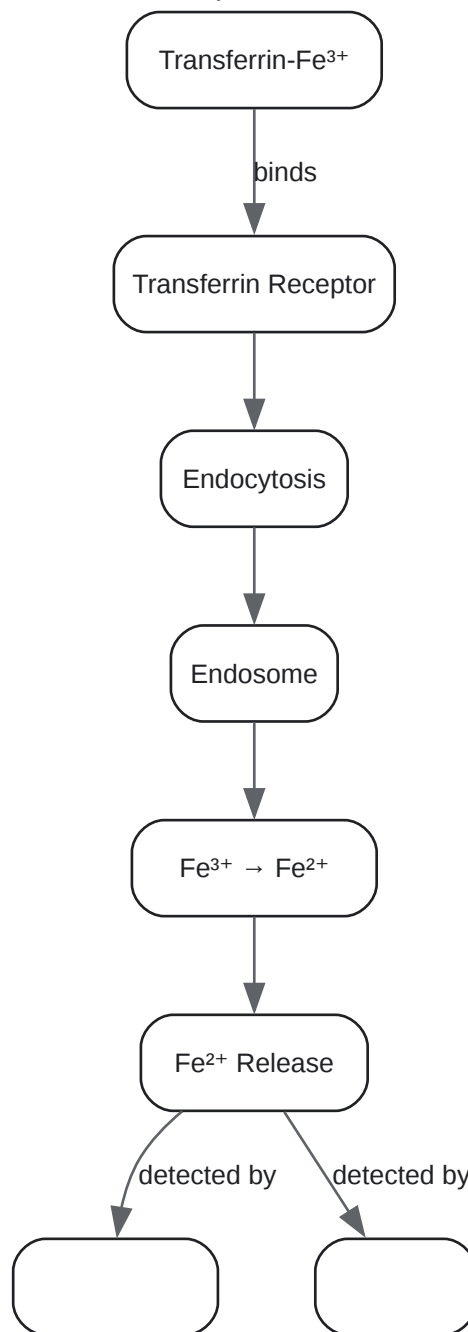 Transferrin-Fe³⁺
binds
Transferrin Receptor
Endocytosis
Endosome
Fe³⁺ → Fe²⁺
Fe²⁺ Release
detected by
detected by